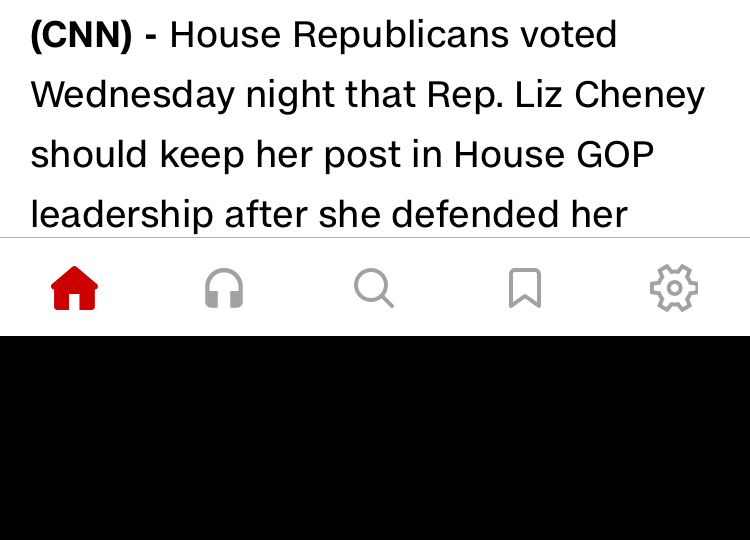 (CNN) - House Republicans voted
Wednesday night that Rep. Liz Cheney
should keep her post in House GOP
leadership after she defended her